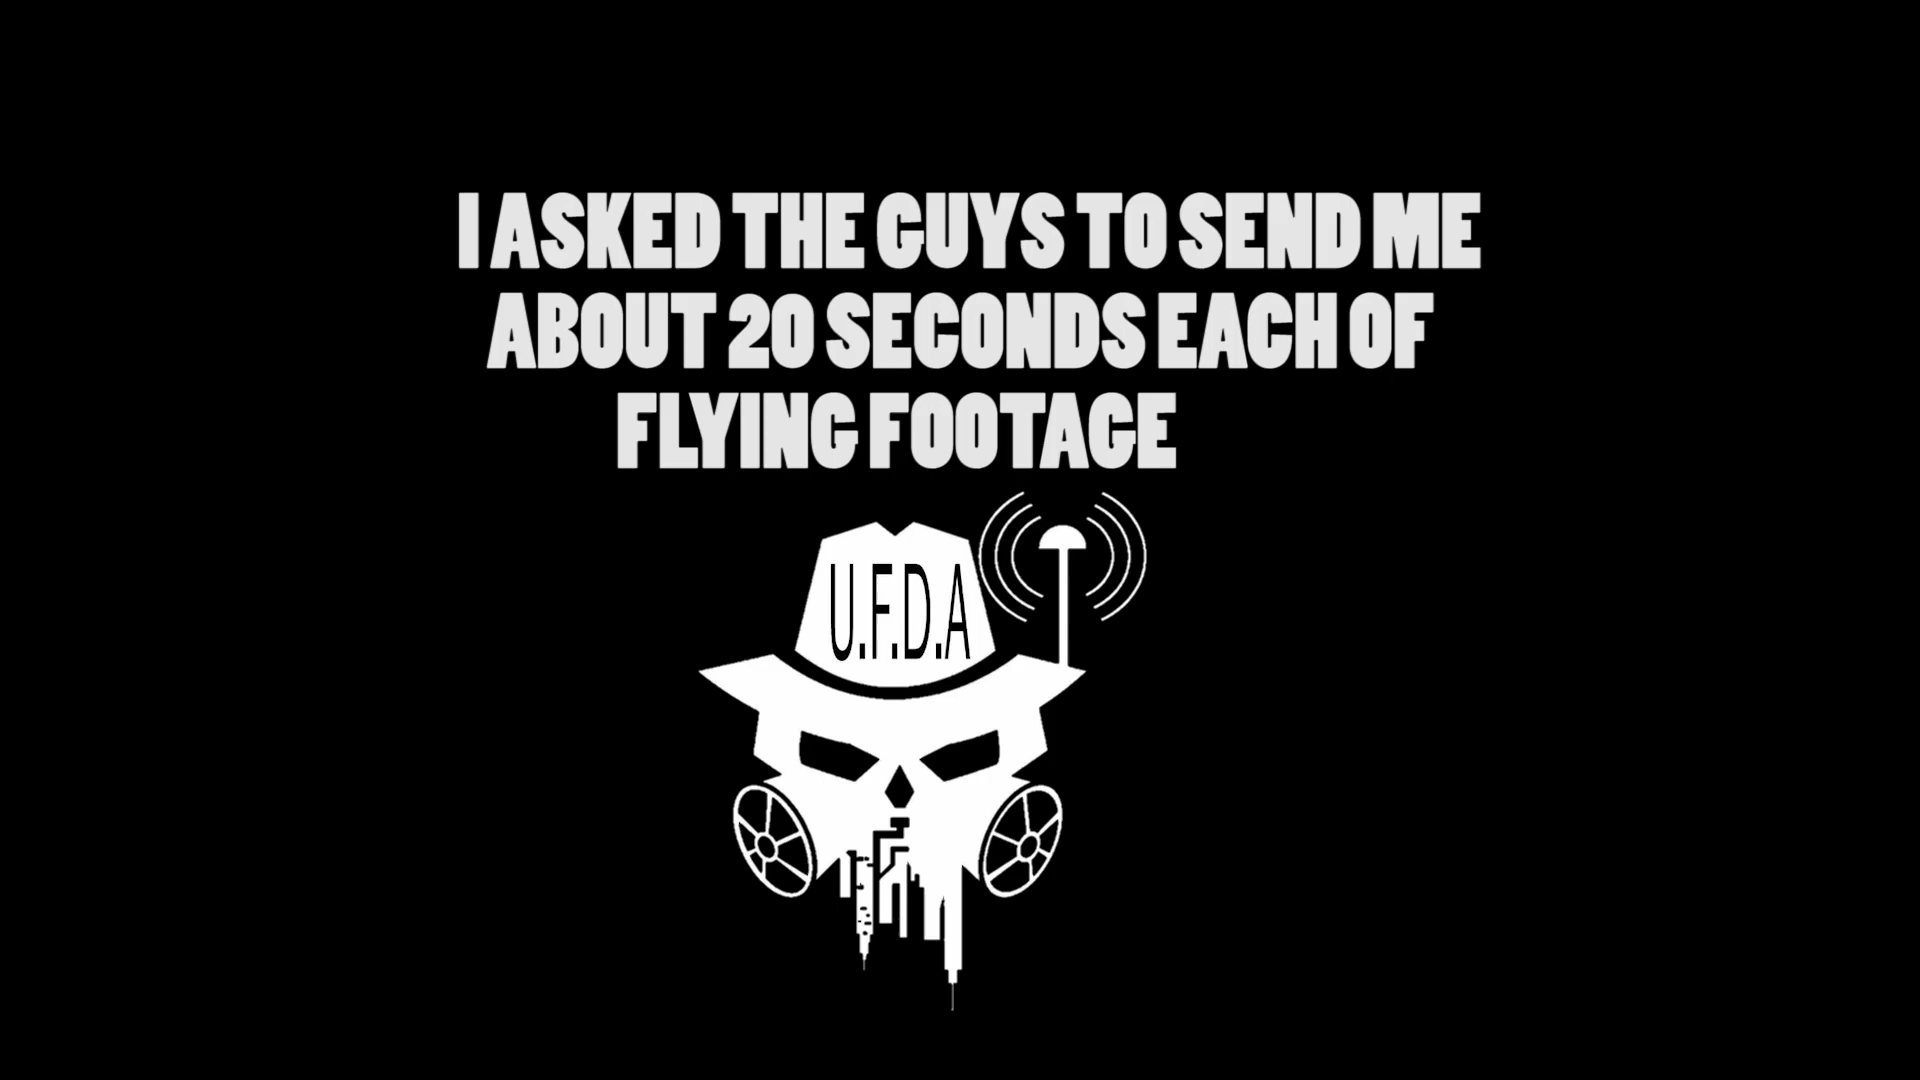 I ASKED THE GUYS TO SEND ME
ABOUT 20 SECONDS EACH OF
FLYING FOOTAGE
U.F.D.A